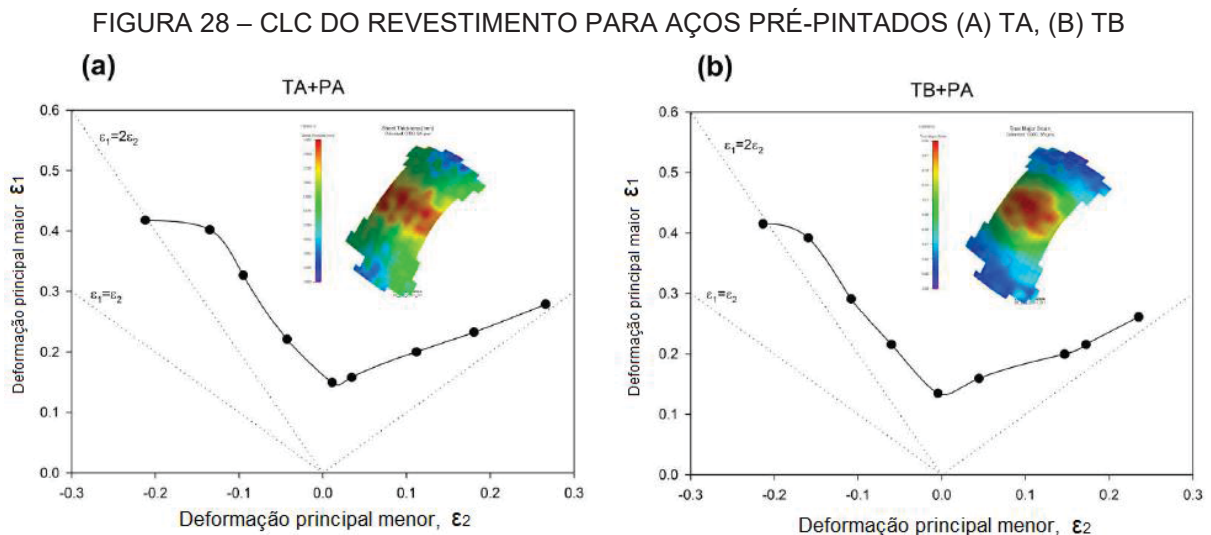 FIGURA 28 – CLC DO REVESTIMENTO PARA AÇOS PRÉ-PINTADOS (A) TA, (B) TB
(a)
TA+PA
0.6
0.5
0.4
0.3
0.2
0.1
0.0
-0.3 -0.2 -0.1 0.0 0.1 0.2 0.3
Deformação principal maior ε1
Deformação principal menor, ε2
ε1=2ε2
ε1=ε2
(b)
TB+PA
True Major Strain
0.6
0.5
0.4
0.3
0.2
0.1
0.0
-0.3 -0.2 -0.1 0.0 0.1 0.2 0.3
Deformação principal maior ε1
Deformação principal menor, ε2
ε1=2ε2
ε1=ε2